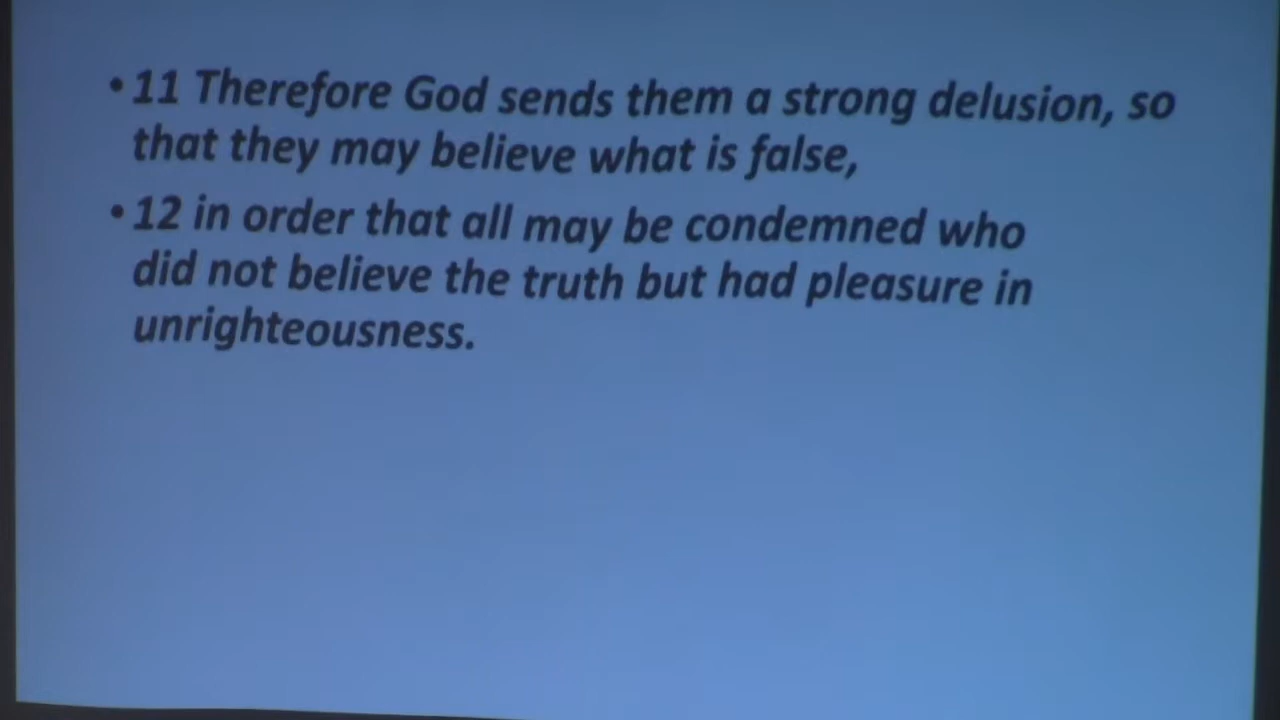 • 11 Therefore God sends them a strong delusion, so
that they may believe what is false,
• 12 in order that all may be condemned who
did not believe the truth but had pleasure in
unrighteousness.